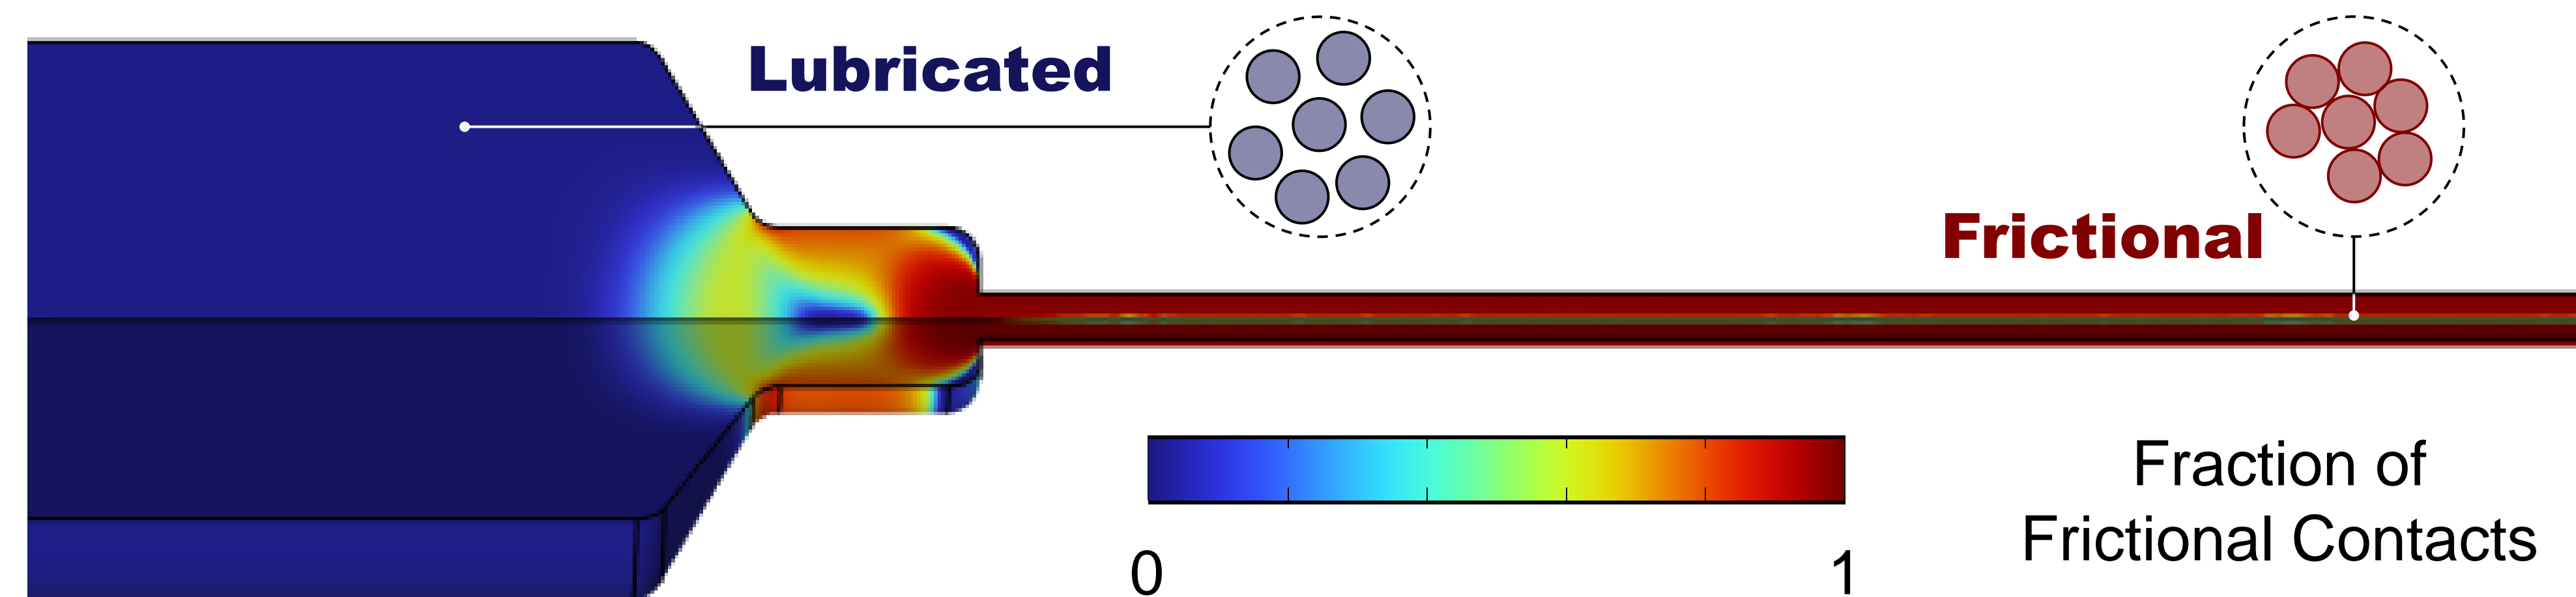 Lubricated
Frictional
Fraction of
Frictional Contacts
0
1